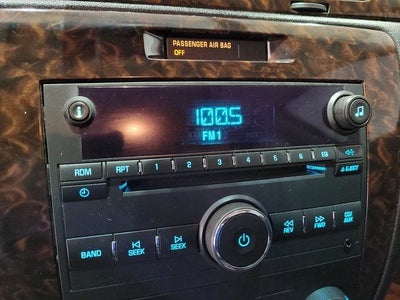 PASSENGER AIR BAG
OFF
100.5
FM1
RDM RPT 1 2 3 4 5 6 EQ
EJECT
BAND SEEK SEEK REV FWD CD/AUX